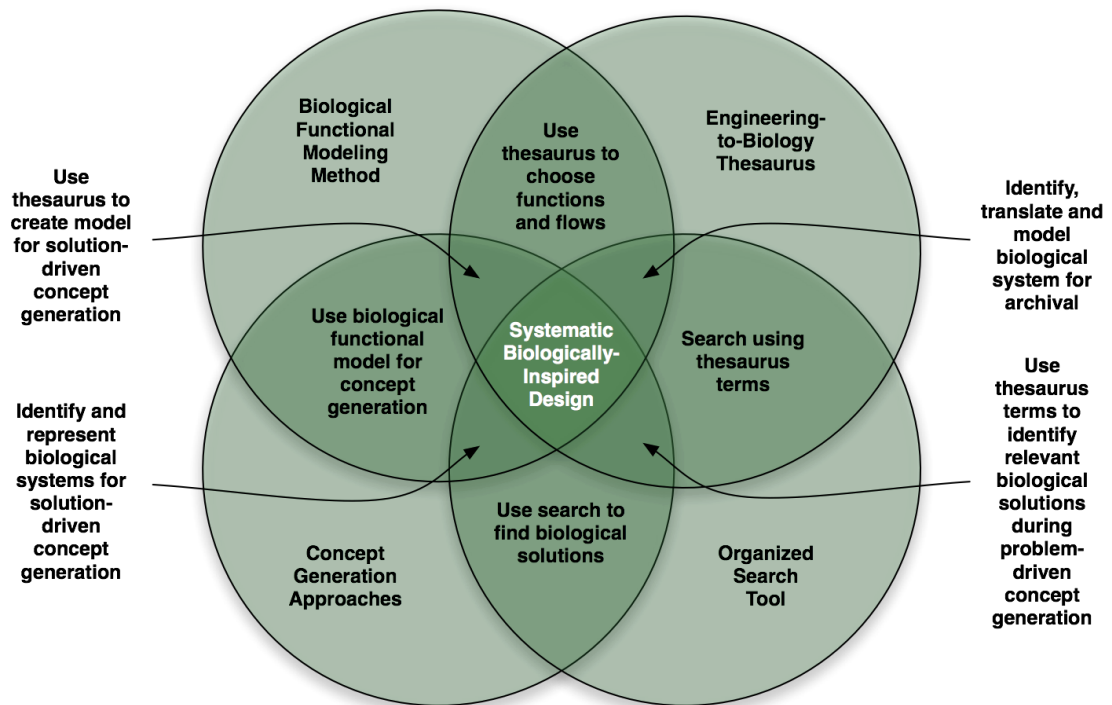 Biological
Functional
Modeling
Method
Use
thesaurus to
choose
functions
and flows
Engineering-
to-Biology
Thesaurus
Use
thesaurus to
create model
for solution-
driven
concept
generation
Identify,
translate and
model
biological
system for
archival
Use biological
functional
model for
concept
generation
Systematic
Biologically-
Inspired
Design
Search using
thesaurus
terms
Identify and
represent
biological
systems for
solution-
driven
concept
generation
Use
thesaurus
terms to
identify
relevant
biological
solutions
during
problem-
driven
concept
generation
Use search to
find biological
solutions
Concept
Generation
Approaches
Organized
Search
Tool